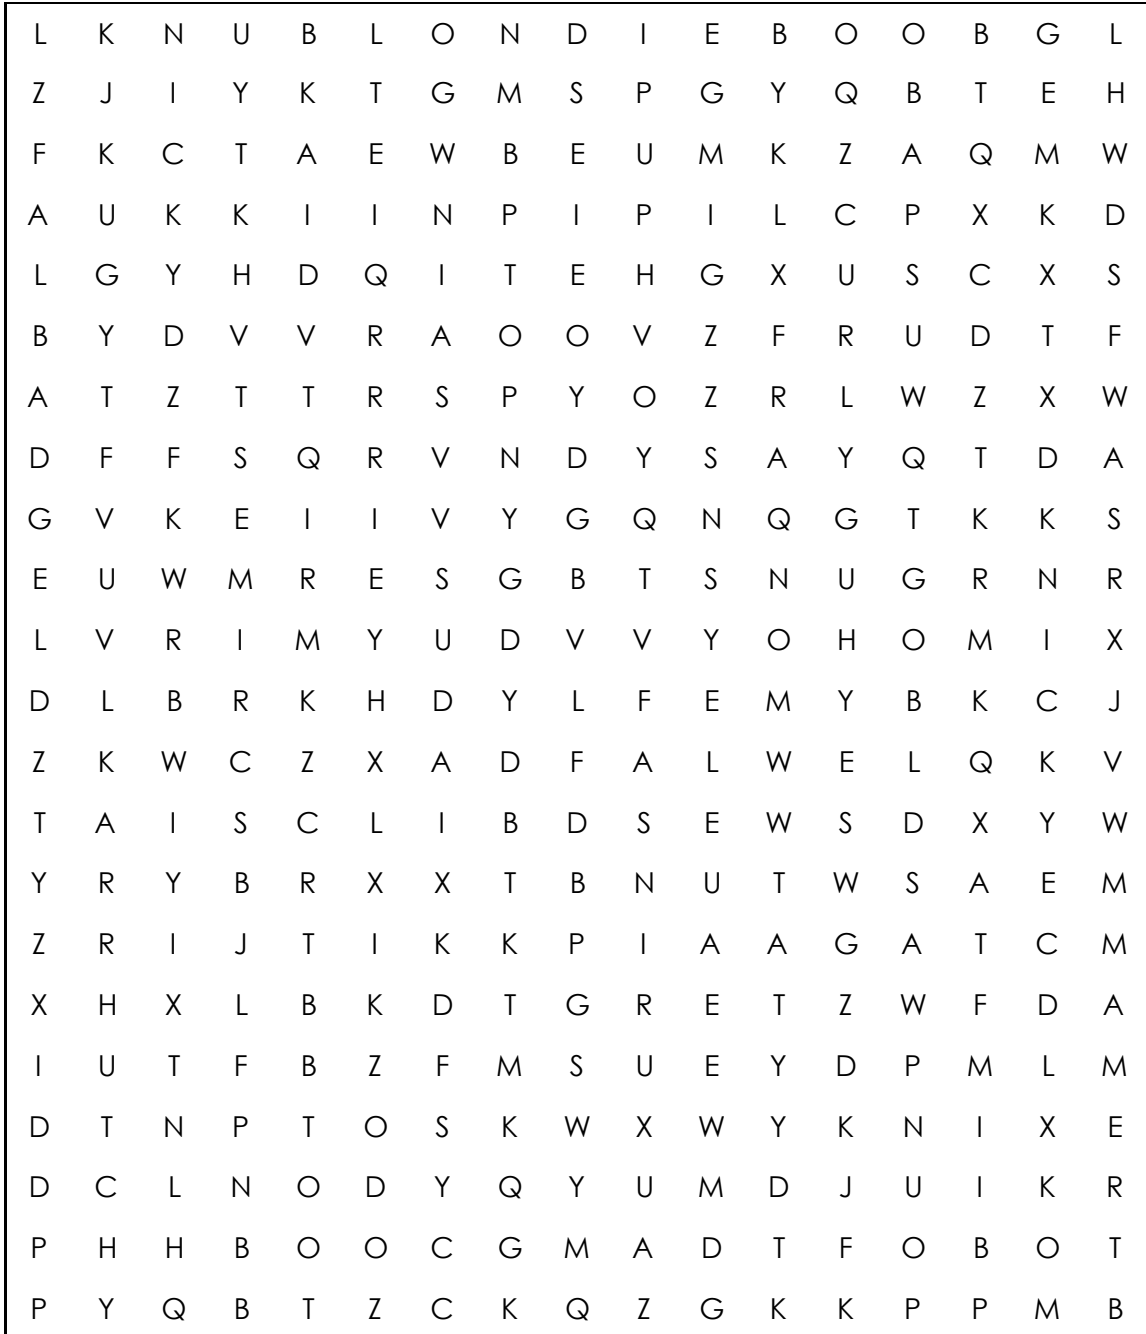 L K N U B L O N D I E B O O B G L
Z J I Y K T G M S P G Y Q B T E H
F K C T A E W B E U M K Z A Q M W
A U K K I I N P I P I L C P X K D
L G Y H D Q I T E H G X U S C X S
B Y D V V R A O O V Z F R U D T F
A T Z T T R S P Y O Z R L W Z X W
D F F S Q R V N D Y S A Y Q T D A
G V K E I I V Y G Q N Q G T K K S
E U W M R E S G B T S N U G R N R
L V R I M Y U D V V Y O H O M I X
D L B R K H D Y L F E M Y B K C J
Z K W C Z X A D F A L W E L Q K V
T A I S C L I B D S E W S D X Y W
Y R Y B R X X T B N U T W S A E M
Z R I J T I K K P I A A G A T C M
X H X L B K D T G R E T Z W F D A
I U T F B Z F M S U E Y D P M L M
D T N P T O S K W X W Y K N I X E
D C L N O D Y Q Y U M D J U I K R
P H H B O O C G M A D T F O B O T
P Y Q B T Z C K Q Z G K K P P M B